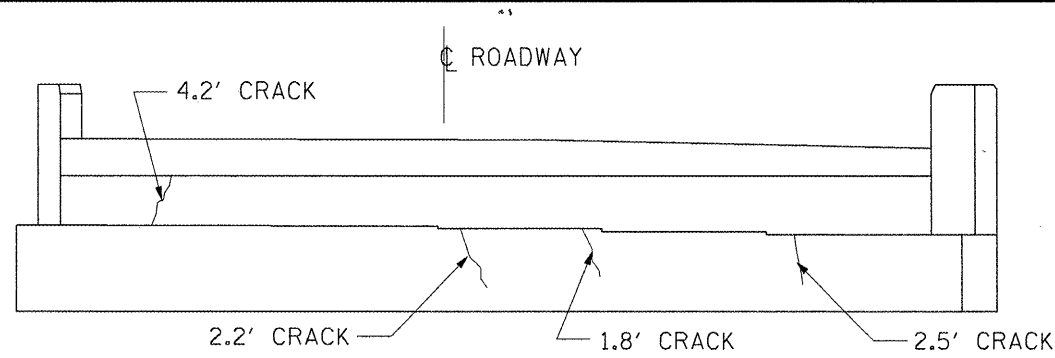 ℄ ROADWAY
4.2' CRACK
2.2' CRACK
1.8' CRACK
2.5' CRACK